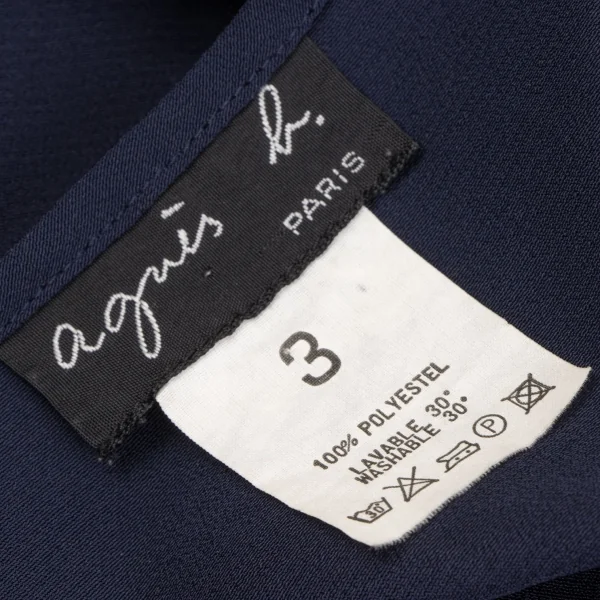 agnès b.
PARIS
3
100% POLYESTEL
LAVABLE 30°
WASHABLE 30°
30° P